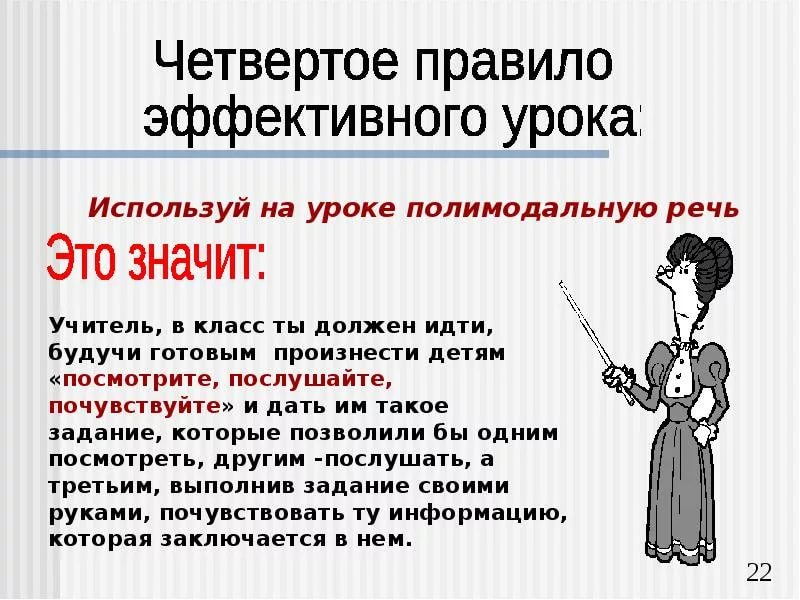 Четвертое правило
эффективного урока:
Используй на уроке полимодальную речь
Это значит:
Учитель, в класс ты должен идти,
будучи готовым произнести детям
«посмотрите, послушайте,
почувствуйте» и дать им такое
задание, которые позволили бы одним
посмотреть, другим -послушать, а
третьим, выполнив задание своими
руками, почувствовать ту информацию,
которая заключается в нем.
22